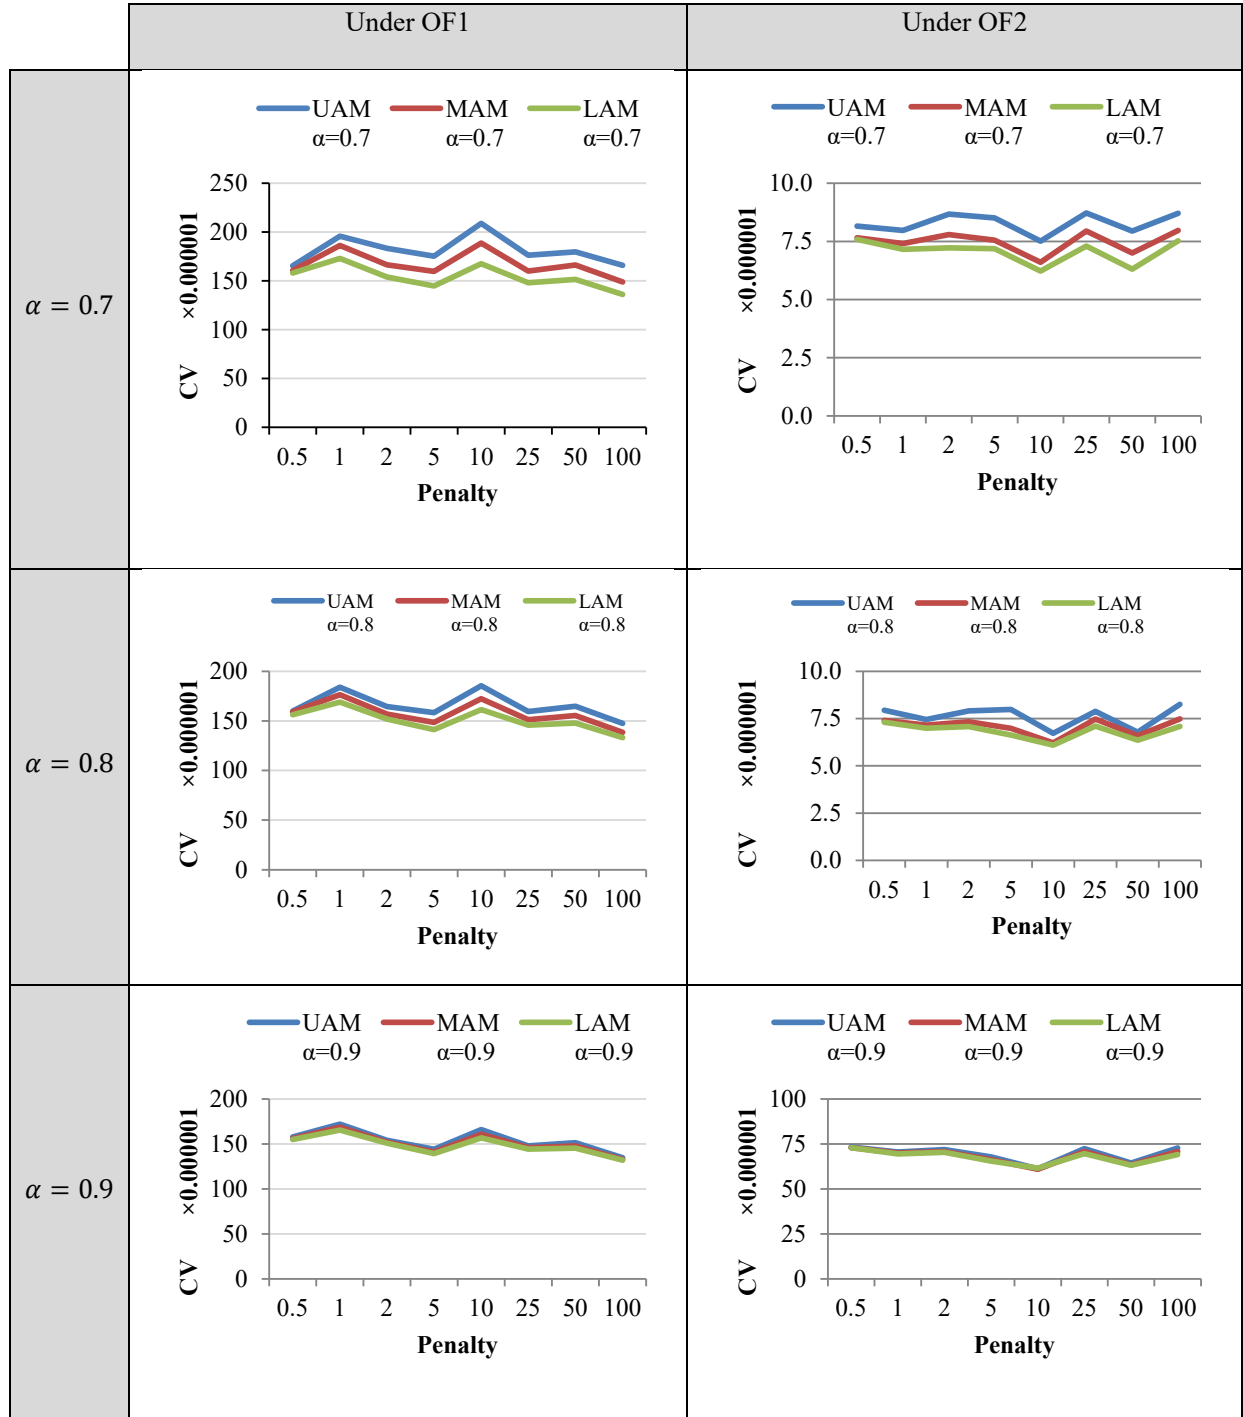 Under OF1 Under OF2
α = 0.7
UAM MAM LAM
α=0.7 α=0.7 α=0.7
CV ×0.000001
250
200
150
100
50
0
0.5 1 2 5 10 25 50 100
Penalty
UAM MAM LAM
α=0.7 α=0.7 α=0.7
CV ×0.000001
10.0
7.5
5.0
2.5
0.0
0.5 1 2 5 10 25 50 100
Penalty
α = 0.8
UAM MAM LAM
α=0.8 α=0.8 α=0.8
CV ×0.000001
200
150
100
50
0
0.5 1 2 5 10 25 50 100
Penalty
UAM MAM LAM
α=0.8 α=0.8 α=0.8
CV ×0.000001
10.0
7.5
5.0
2.5
0.0
0.5 1 2 5 10 25 50 100
Penalty
α = 0.9
UAM MAM LAM
α=0.9 α=0.9 α=0.9
CV ×0.000001
200
150
100
50
0
0.5 1 2 5 10 25 50 100
Penalty
UAM MAM LAM
α=0.9 α=0.9 α=0.9
CV ×0.000001
100
75
50
25
0
0.5 1 2 5 10 25 50 100
Penalty